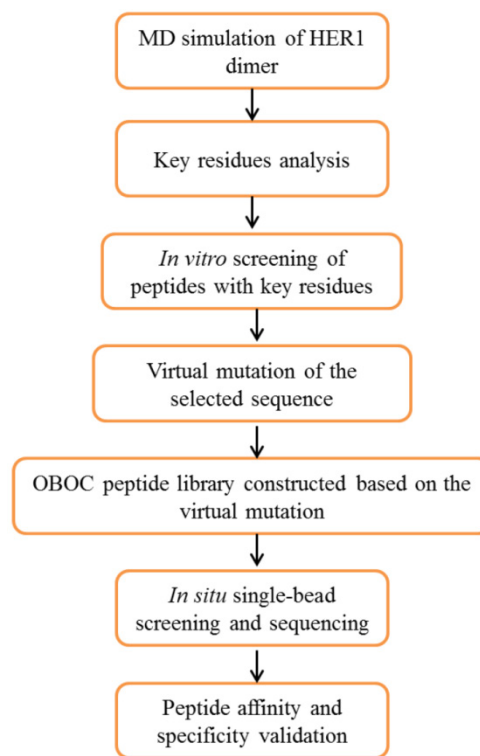 MD simulation of HER1
dimer
Key residues analysis
In vitro screening of
peptides with key residues
Virtual mutation of the
selected sequence
OBOC peptide library constructed based on the
virtual mutation
In situ single-bead
screening and sequencing
Peptide affinity and
specificity validation